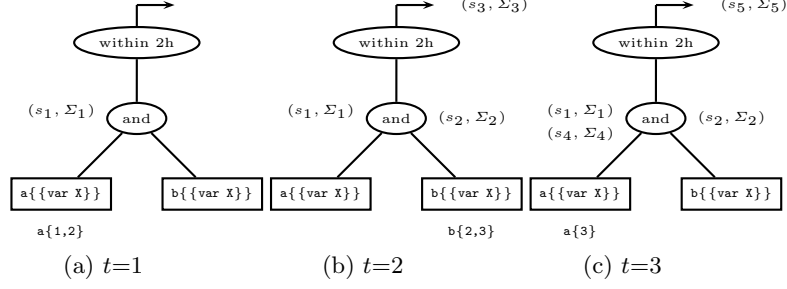 (s₃, Σ₃)
(s₅, Σ₅)
within 2h
within 2h
within 2h
(s₁, Σ₁)
and
(s₁, Σ₁)
and
(s₂, Σ₂)
(s₁, Σ₁)
(s₄, Σ₄)
and
(s₂, Σ₂)
a{{var X}}
b{{var X}}
a{{var X}}
b{{var X}}
a{{var X}}
b{{var X}}
a{1,2}
b{2,3}
a{3}
(a) t=1
(b) t=2
(c) t=3